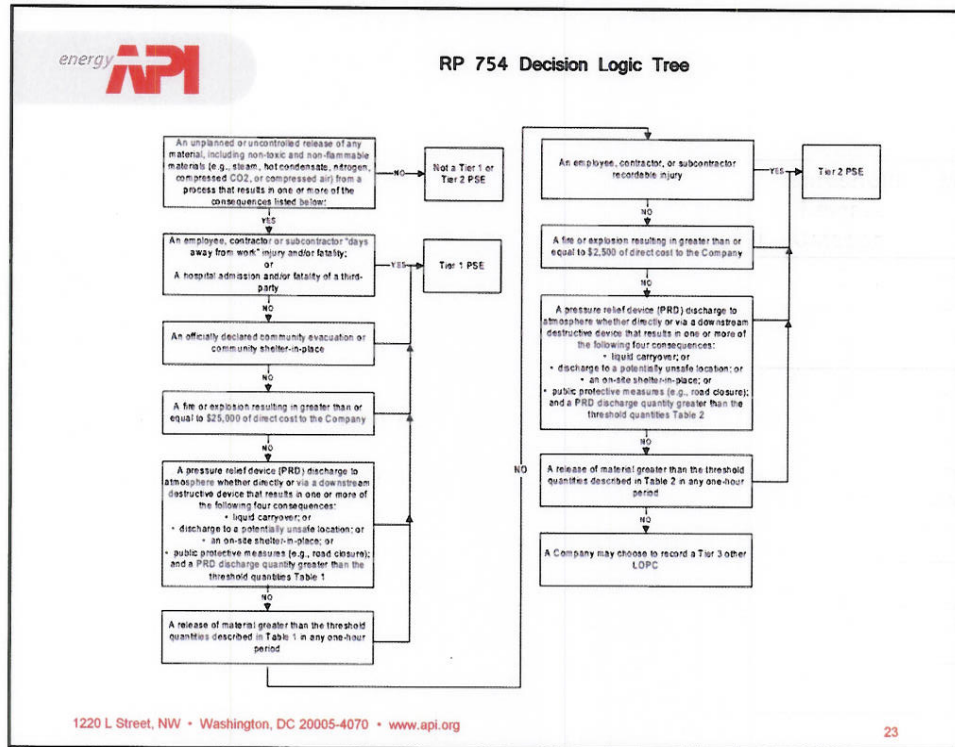 energy API
RP 754 Decision Logic Tree
An unplanned or uncontrolled release of any
material, including non-toxic and non-flammable
materials (e.g., steam, hot condensate, nitrogen,
compressed CO2, or compressed air) from a
process that results in one or more of the
consequences listed below:
NO
Not a Tier 1 or
Tier 2 PSE
YES
An employee, contractor or subcontractor "days
away from work" injury and/or fatality;
or
A hospital admission and/or fatality of a third-
party
YES
Tier 1 PSE
NO
An officially declared community evacuation or
community shelter-in-place
NO
A fire or explosion resulting in greater than or
equal to $25,000 of direct cost to the Company
NO
A pressure relief device (PRD) discharge to
atmosphere whether directly or via a downstream
destructive device that results in one or more of
the following four consequences:
• liquid carryover; or
• discharge to a potentially unsafe location; or
• an on-site shelter-in-place; or
• public protective measures (e.g., road closure);
and a PRD discharge quantity greater than the
threshold quantities Table 1
NO
A release of material greater than the threshold
quantities described in Table 1 in any one-hour
period
NO
An employee, contractor, or subcontractor
recordable injury
YES
Tier 2 PSE
NO
A fire or explosion resulting in greater than or
equal to $2,500 of direct cost to the Company
NO
A pressure relief device (PRD) discharge to
atmosphere whether directly or via a downstream
destructive device that results in one or more of
the following four consequences:
• liquid carryover; or
• discharge to a potentially unsafe location; or
• an on-site shelter-in-place; or
• public protective measures (e.g., road closure);
and a PRD discharge quantity greater than the
threshold quantities Table 2
NO
A release of material greater than the threshold
quantities described in Table 2 in any one-hour
period
NO
A Company may choose to record a Tier 3 other
LOPC
1220 L Street, NW • Washington, DC 20005-4070 • www.api.org
23